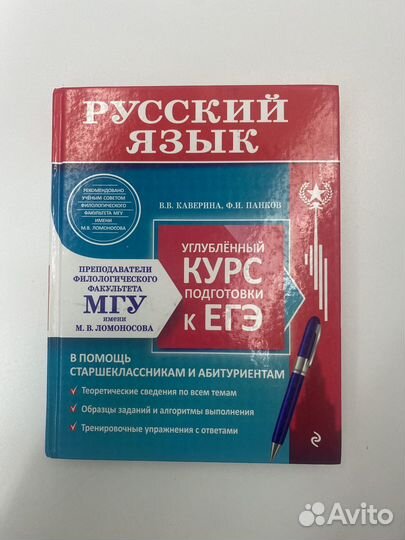 РУССКИЙ
ЯЗЫК
РЕКОМЕНДОВАНО
УЧЁНЫМ СОВЕТОМ
ФИЛОЛОГИЧЕСКОГО
ФАКУЛЬТЕТА МГУ
ИМЕНИ
М.В. ЛОМОНОСОВА
В.В. КАВЕРИНА, Ф.И. ПАНКОВ
ПРЕПОДАВАТЕЛИ
ФИЛОЛОГИЧЕСКОГО
ФАКУЛЬТЕТА
МГУ
имени
М. В. ЛОМОНОСОВА
УГЛУБЛЁННЫЙ
КУРС
ПОДГОТОВКИ
К ЕГЭ
В ПОМОЩЬ
СТАРШЕКЛАССНИКАМ И АБИТУРИЕНТАМ
Теоретические сведения по всем темам
Образцы заданий и алгоритмы выполнения
Тренировочные упражнения с ответами
Avito